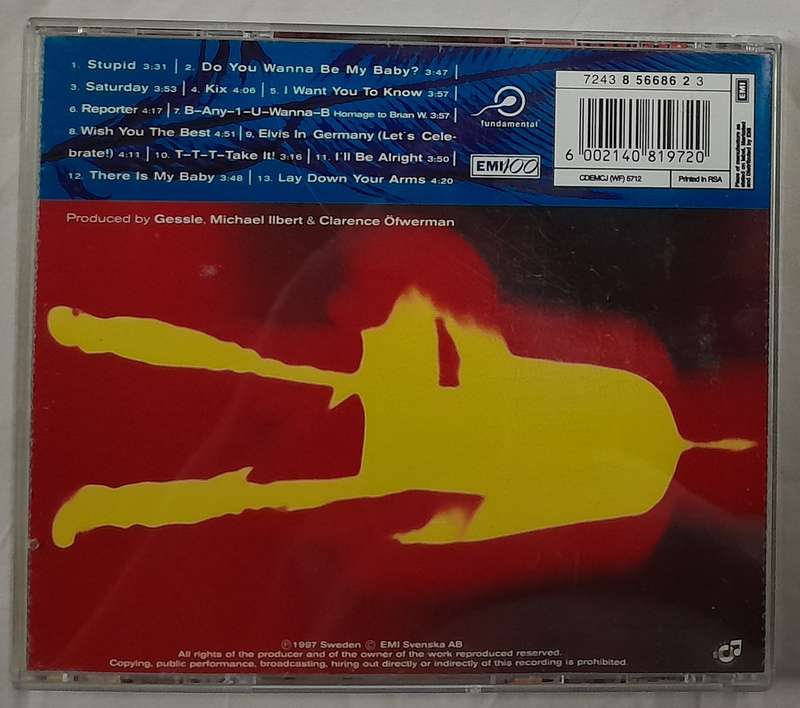 1. Stupid 3:31 | 2. Do You Wanna Be My Baby? 3:47 |
3. Saturday 3:53 | 4. Kix 4:06 | 5. I Want You To Know 3:57 |
6. Reporter 4:17 | 7. B–Any–1–U–Wanna–B Homage to Brian W. 3:57 |
8. Wish You The Best 4:51 | 9. Elvis In Germany (Let's Cele-
brate!) 4:11 | 10. T–T–T–Take It! 3:16 | 11. I'll Be Alright 3:50 |
12. There Is My Baby 3:48 | 13. Lay Down Your Arms 4:20
fundamental
EMI 100
7243 8 56686 2 3
6 002140 819720
CDEMCJ (WF) 5712
Printed in RSA
EMI
Produced by Gessle, Michael Ilbert & Clarence Öfwerman
Ⓟ1997 Sweden Ⓒ EMI Svenska AB
All rights of the producer and of the owner of the work reproduced reserved.
Copying, public performance, broadcasting, hiring out directly or indirectly of this recording is prohibited.